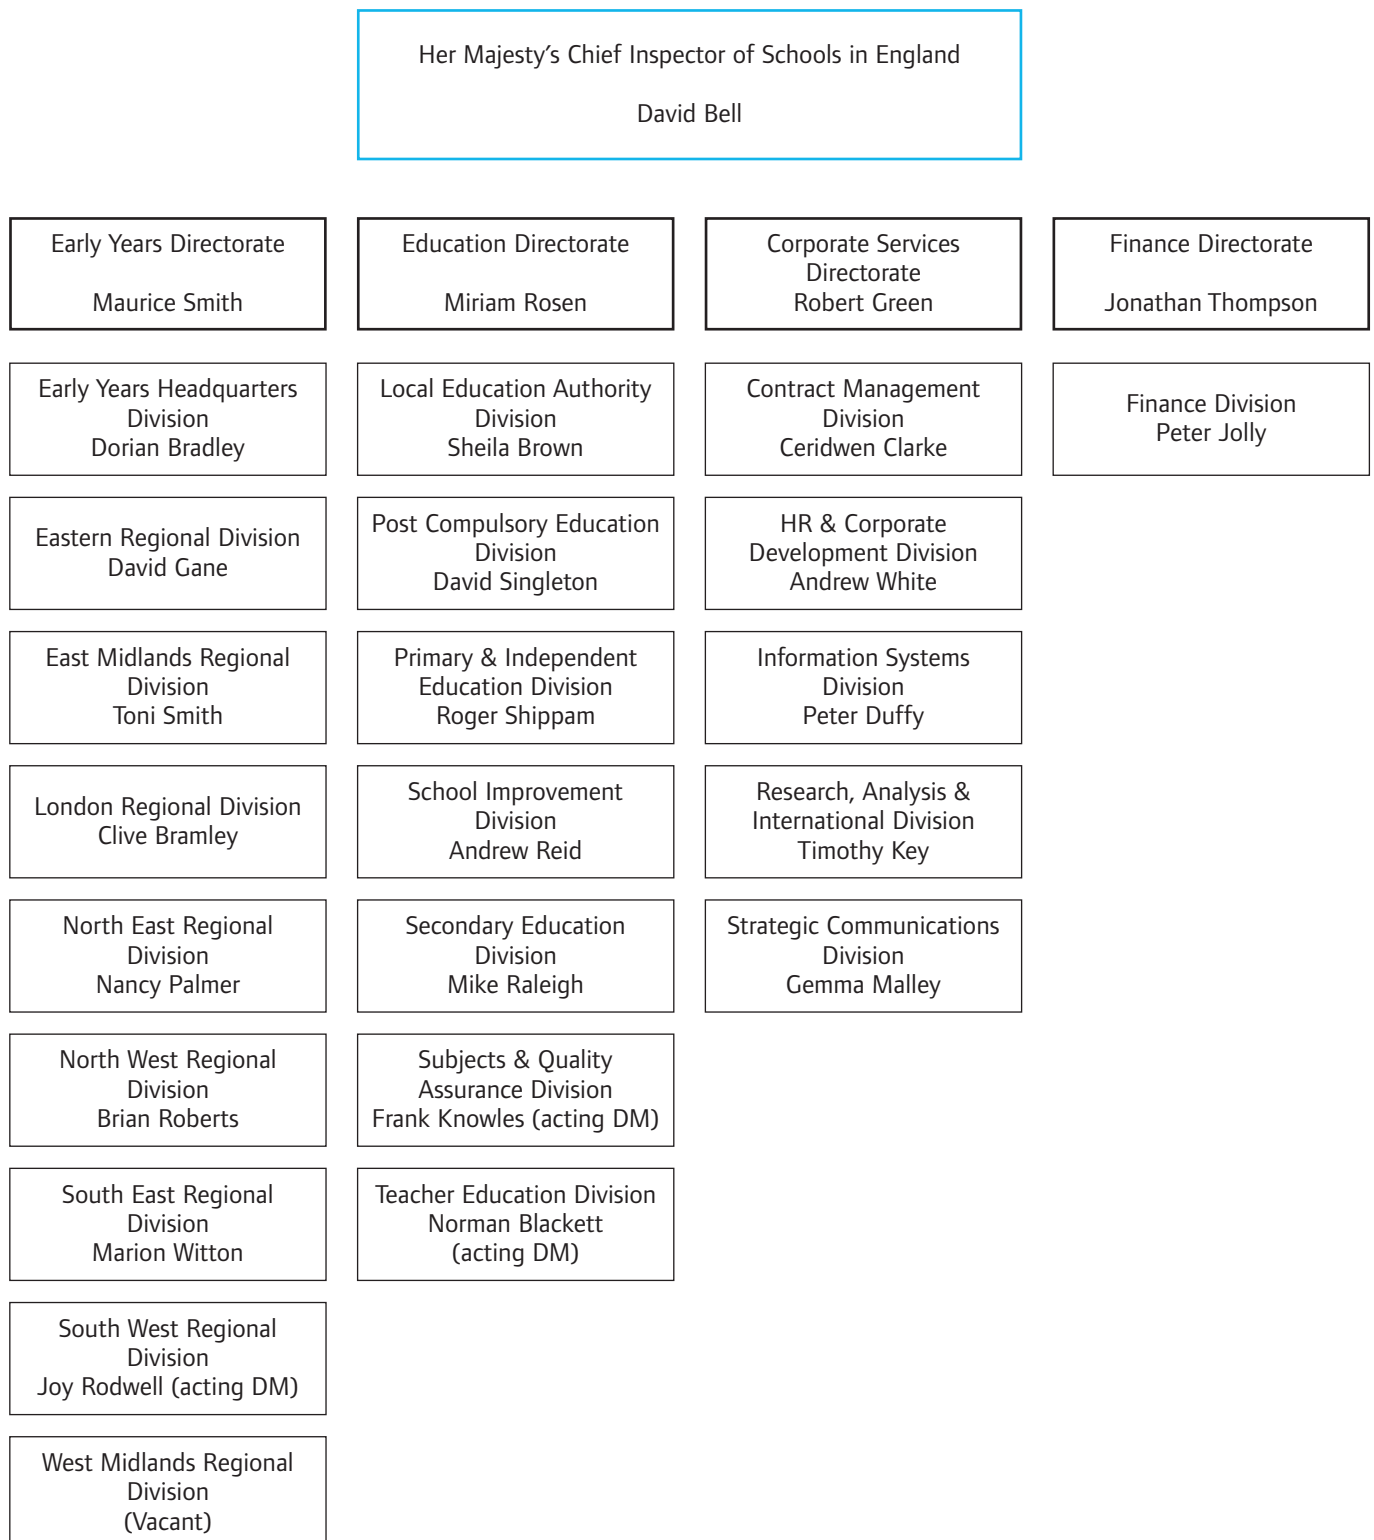 Her Majesty's Chief Inspector of Schools in England
David Bell
Early Years Directorate
Maurice Smith
Education Directorate
Miriam Rosen
Corporate Services
Directorate
Robert Green
Finance Directorate
Jonathan Thompson
Early Years Headquarters
Division
Dorian Bradley
Local Education Authority
Division
Sheila Brown
Contract Management
Division
Ceridwen Clarke
Finance Division
Peter Jolly
Eastern Regional Division
David Gane
Post Compulsory Education
Division
David Singleton
HR & Corporate
Development Division
Andrew White
East Midlands Regional
Division
Toni Smith
Primary & Independent
Education Division
Roger Shippam
Information Systems
Division
Peter Duffy
London Regional Division
Clive Bramley
School Improvement
Division
Andrew Reid
Research, Analysis &
International Division
Timothy Key
North East Regional
Division
Nancy Palmer
Secondary Education
Division
Mike Raleigh
Strategic Communications
Division
Gemma Malley
North West Regional
Division
Brian Roberts
Subjects & Quality
Assurance Division
Frank Knowles (acting DM)
South East Regional
Division
Marion Witton
Teacher Education Division
Norman Blackett
(acting DM)
South West Regional
Division
Joy Rodwell (acting DM)
West Midlands Regional
Division
(Vacant)